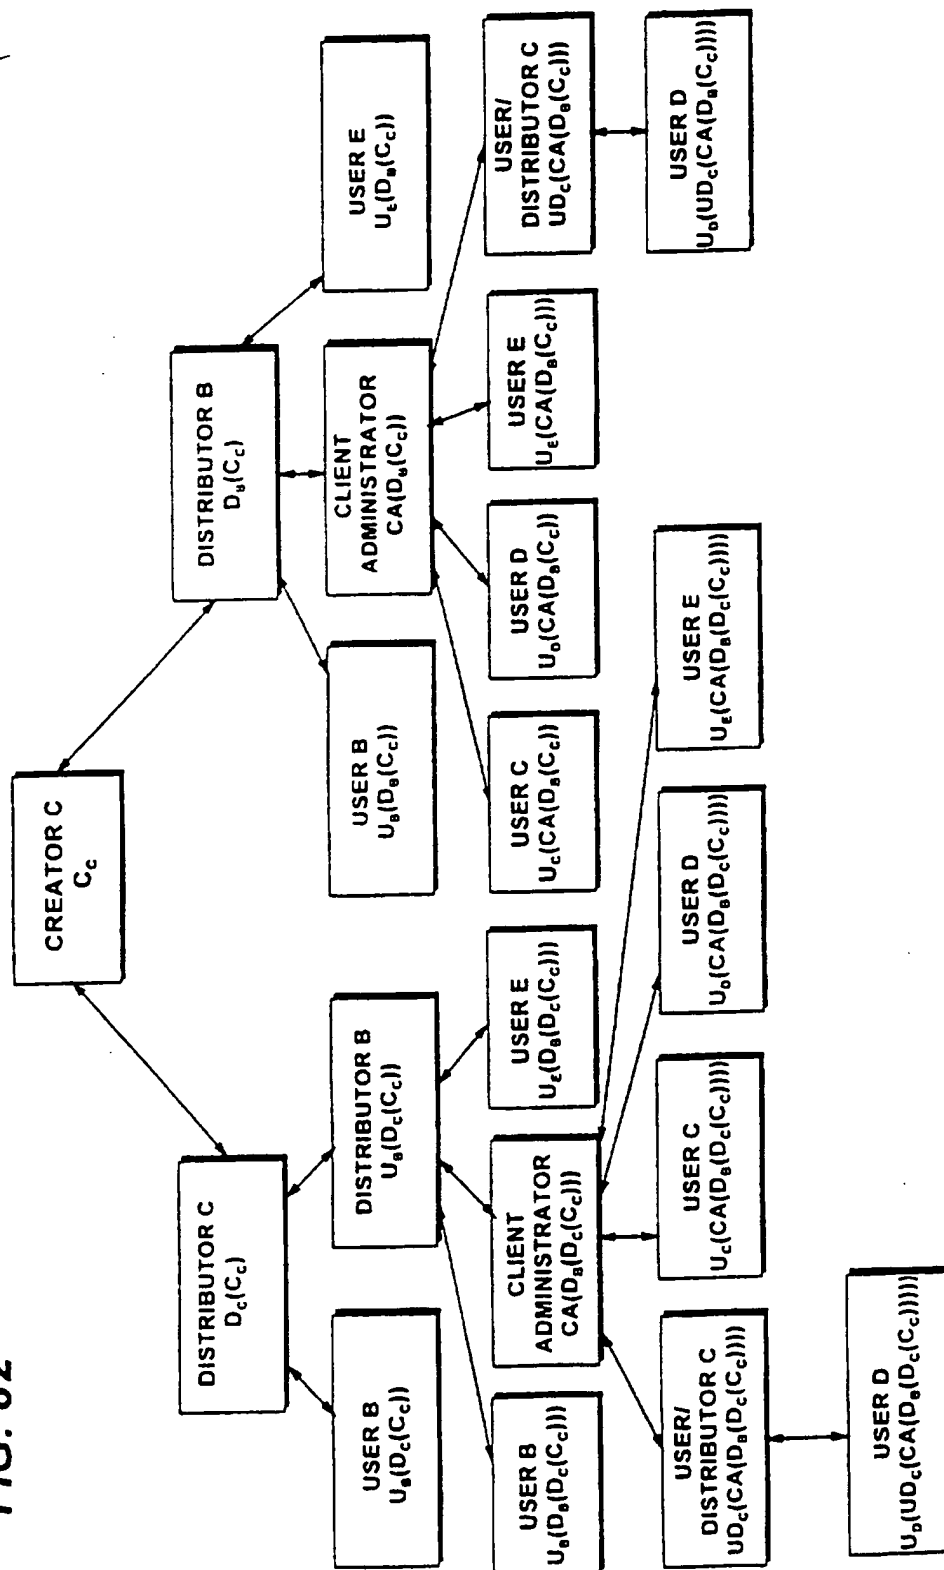 FIG. 82
CREATOR C
C_C
DISTRIBUTOR C
D_C(C_C)
DISTRIBUTOR B
D_B(C_C)
USER B
U_B(D_C(C_C))
DISTRIBUTOR B
U_B(D_C(C_C))
USER B
U_B(D_B(C_C))
CLIENT
ADMINISTRATOR
CA(D_B(C_C))
USER E
U_E(D_B(C_C))
USER B
U_B(D_B(D_C(C_C)))
CLIENT
ADMINISTRATOR
CA(D_B(D_C(C_C)))
USER E
U_E(D_B(D_C(C_C)))
USER C
U_C(CA(D_B(C_C)))
USER D
U_D(CA(D_B(C_C)))
USER E
U_E(CA(D_B(C_C)))
USER/
DISTRIBUTOR C
UD_C(CA(D_B(C_C)))
USER/
DISTRIBUTOR C
UD_C(CA(D_B(D_C(C_C))))
USER C
U_C(CA(D_B(D_C(C_C))))
USER D
U_D(CA(D_B(D_C(C_C))))
USER E
U_E(CA(D_B(D_C(C_C))))
USER D
U_D(UD_C(CA(D_B(C_C))))
USER D
U_D(UD_C(CA(D_B(D_C(C_C)))))